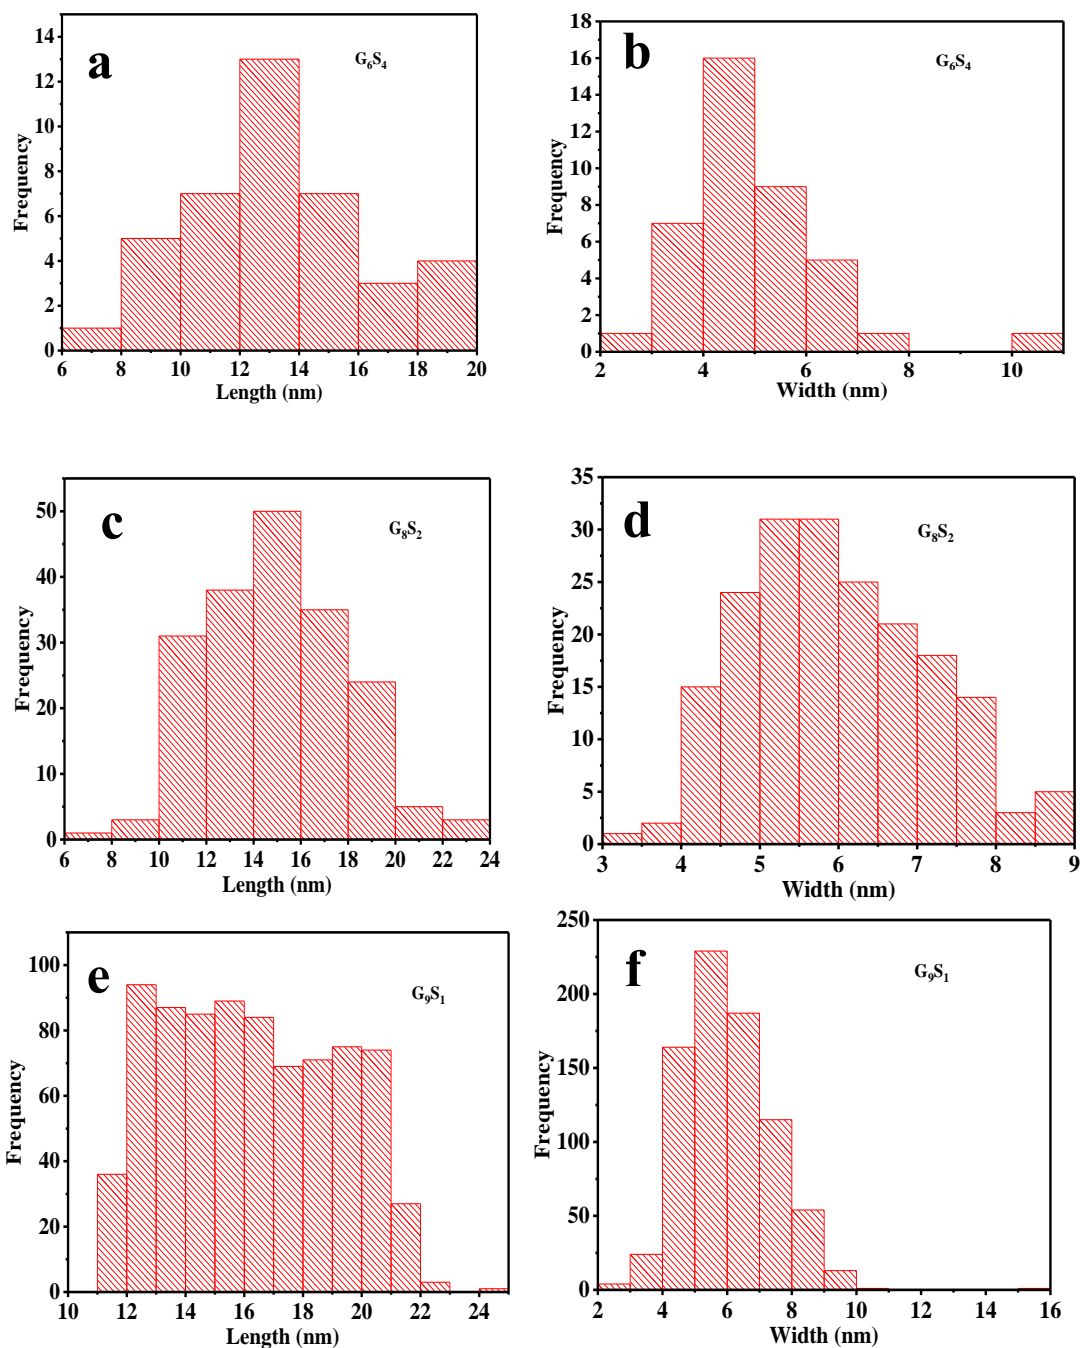 a
G₆S₄
Frequency
14
12
10
8
6
4
2
0
6 8 10 12 14 16 18 20
Length (nm)
b
G₆S₄
Frequency
18
16
14
12
10
8
6
4
2
0
2 4 6 8 10
Width (nm)
c
G₈S₂
Frequency
50
40
30
20
10
0
6 8 10 12 14 16 18 20 22 24
Length (nm)
d
G₈S₂
Frequency
35
30
25
20
15
10
5
0
3 4 5 6 7 8 9
Width (nm)
e
G₉S₁
Frequency
100
80
60
40
20
0
10 12 14 16 18 20 22 24
Length (nm)
f
G₉S₁
Frequency
250
200
150
100
50
0
2 4 6 8 10 12 14 16
Width (nm)